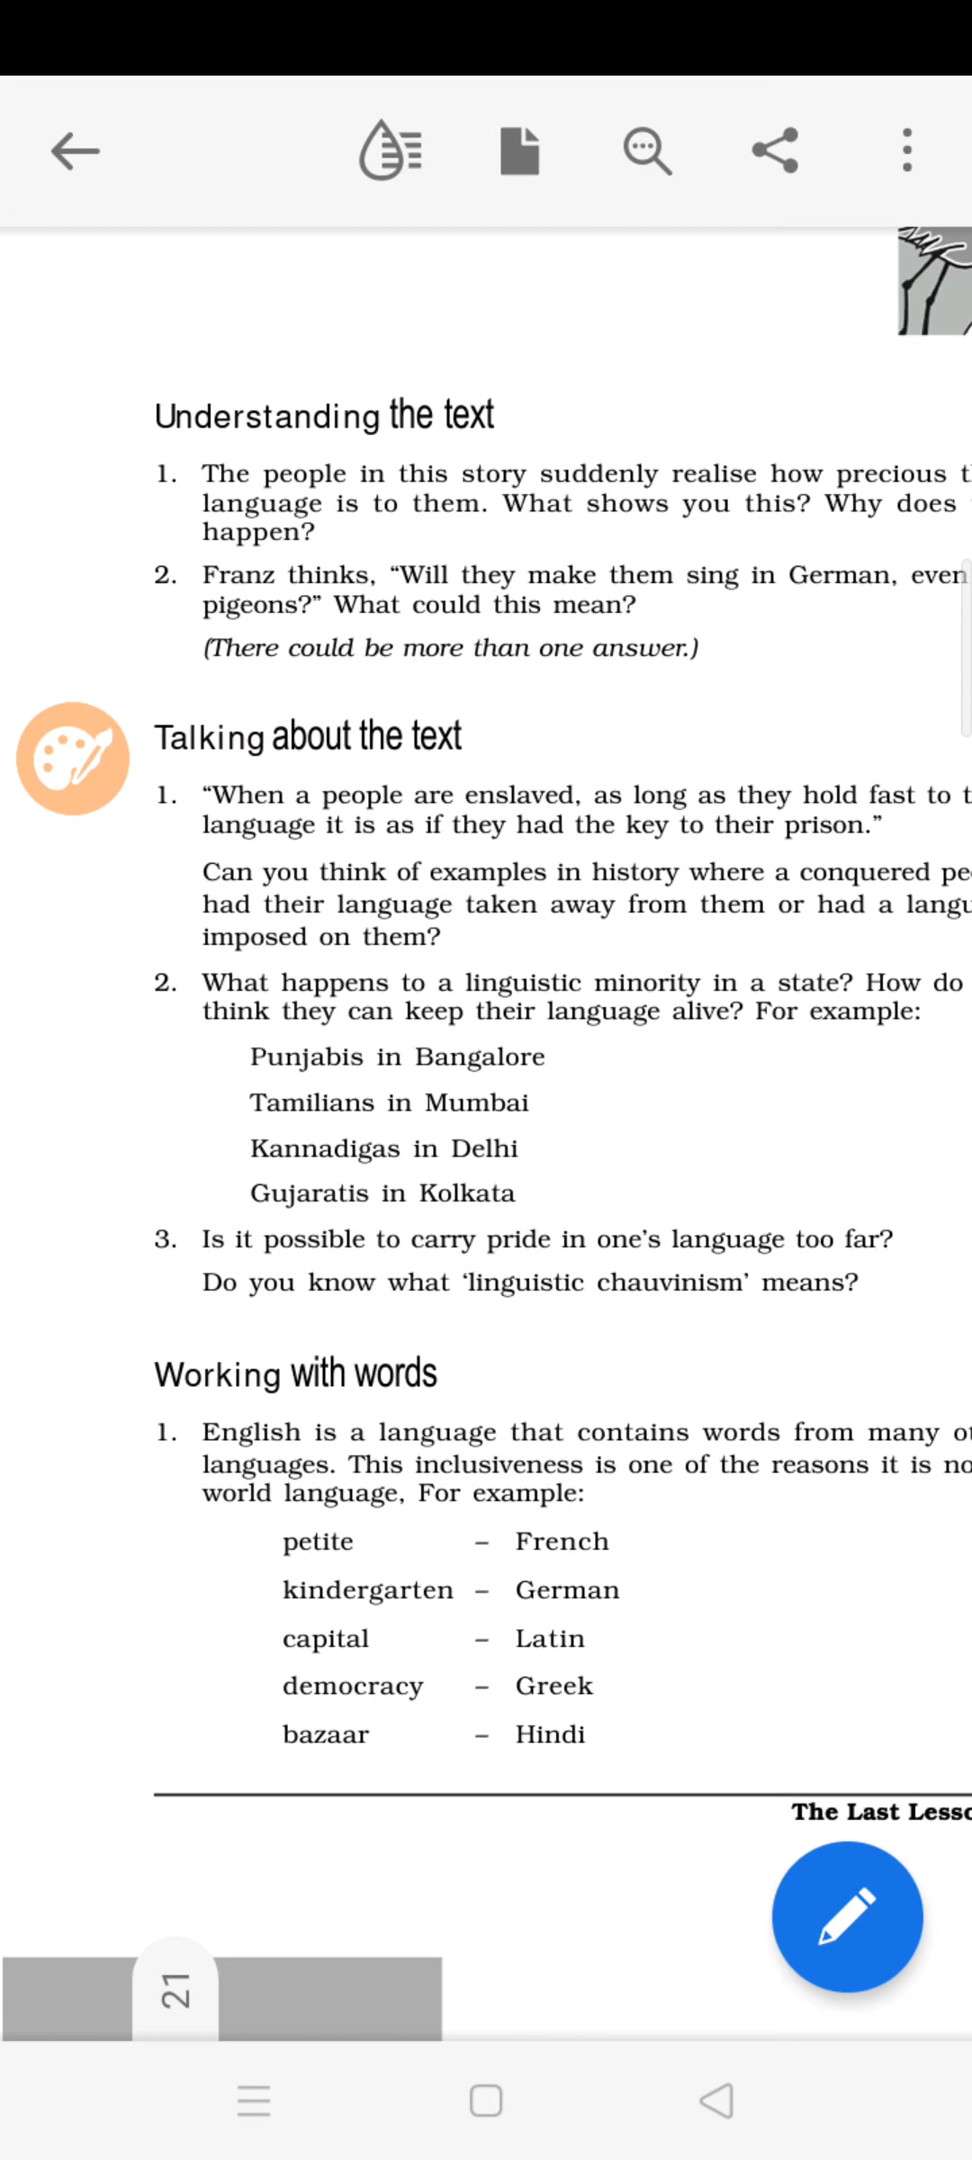 Understanding the text
1. The people in this story suddenly realise how precious
language is to them. What shows you this? Why does
happen?
2. Franz thinks, “Will they make them sing in German, even
pigeons?” What could this mean?
(There could be more than one answer.)
Talking about the text
1. “When a people are enslaved, as long as they hold fast to
language it is as if they had the key to their prison.”
Can you think of examples in history where a conquered
had their language taken away from them or had a
imposed on them?
2. What happens to a linguistic minority in a state? How do
think they can keep their language alive? For example:
Punjabis in Bangalore
Tamilians in Mumbai
Kannadigas in Delhi
Gujaratis in Kolkata
3. Is it possible to carry pride in one’s language too far?
Do you know what ‘linguistic chauvinism’ means?
Working with words
1. English is a language that contains words from many
languages. This inclusiveness is one of the reasons it is
world language, For example:
petite – French
kindergarten – German
capital – Latin
democracy – Greek
bazaar – Hindi
The Last
21